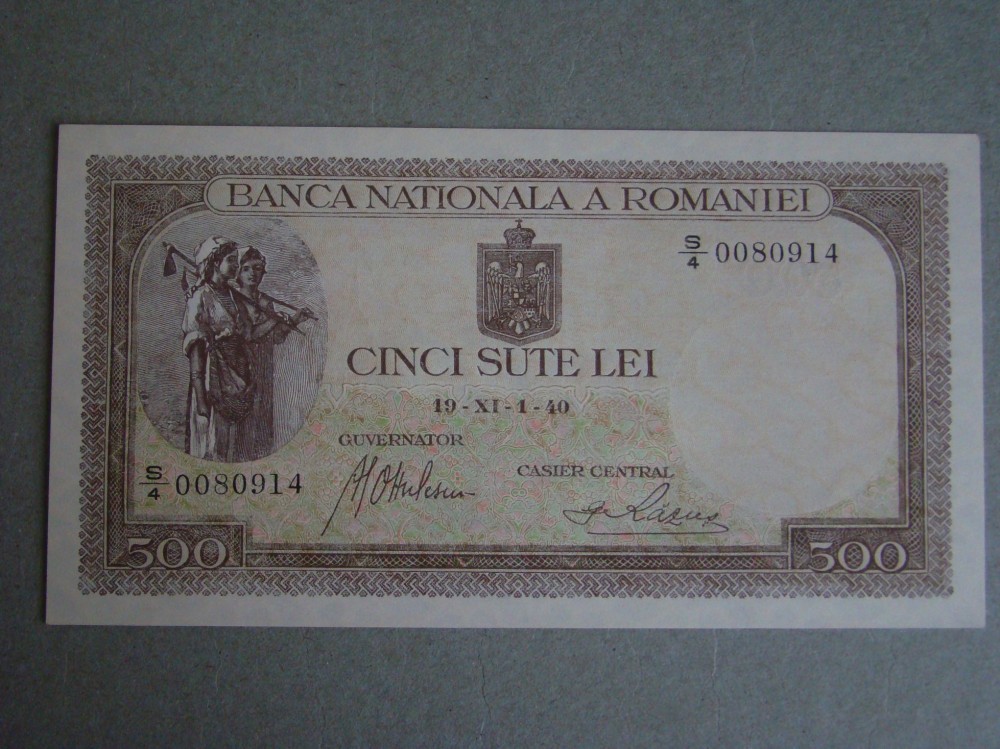 BANCA NATIONALA A ROMANIEI
S/4 0080914
CINCI SUTE LEI
19-XI-1-40
GUVERNATOR
CASIER CENTRAL
S/4 0080914
500
500